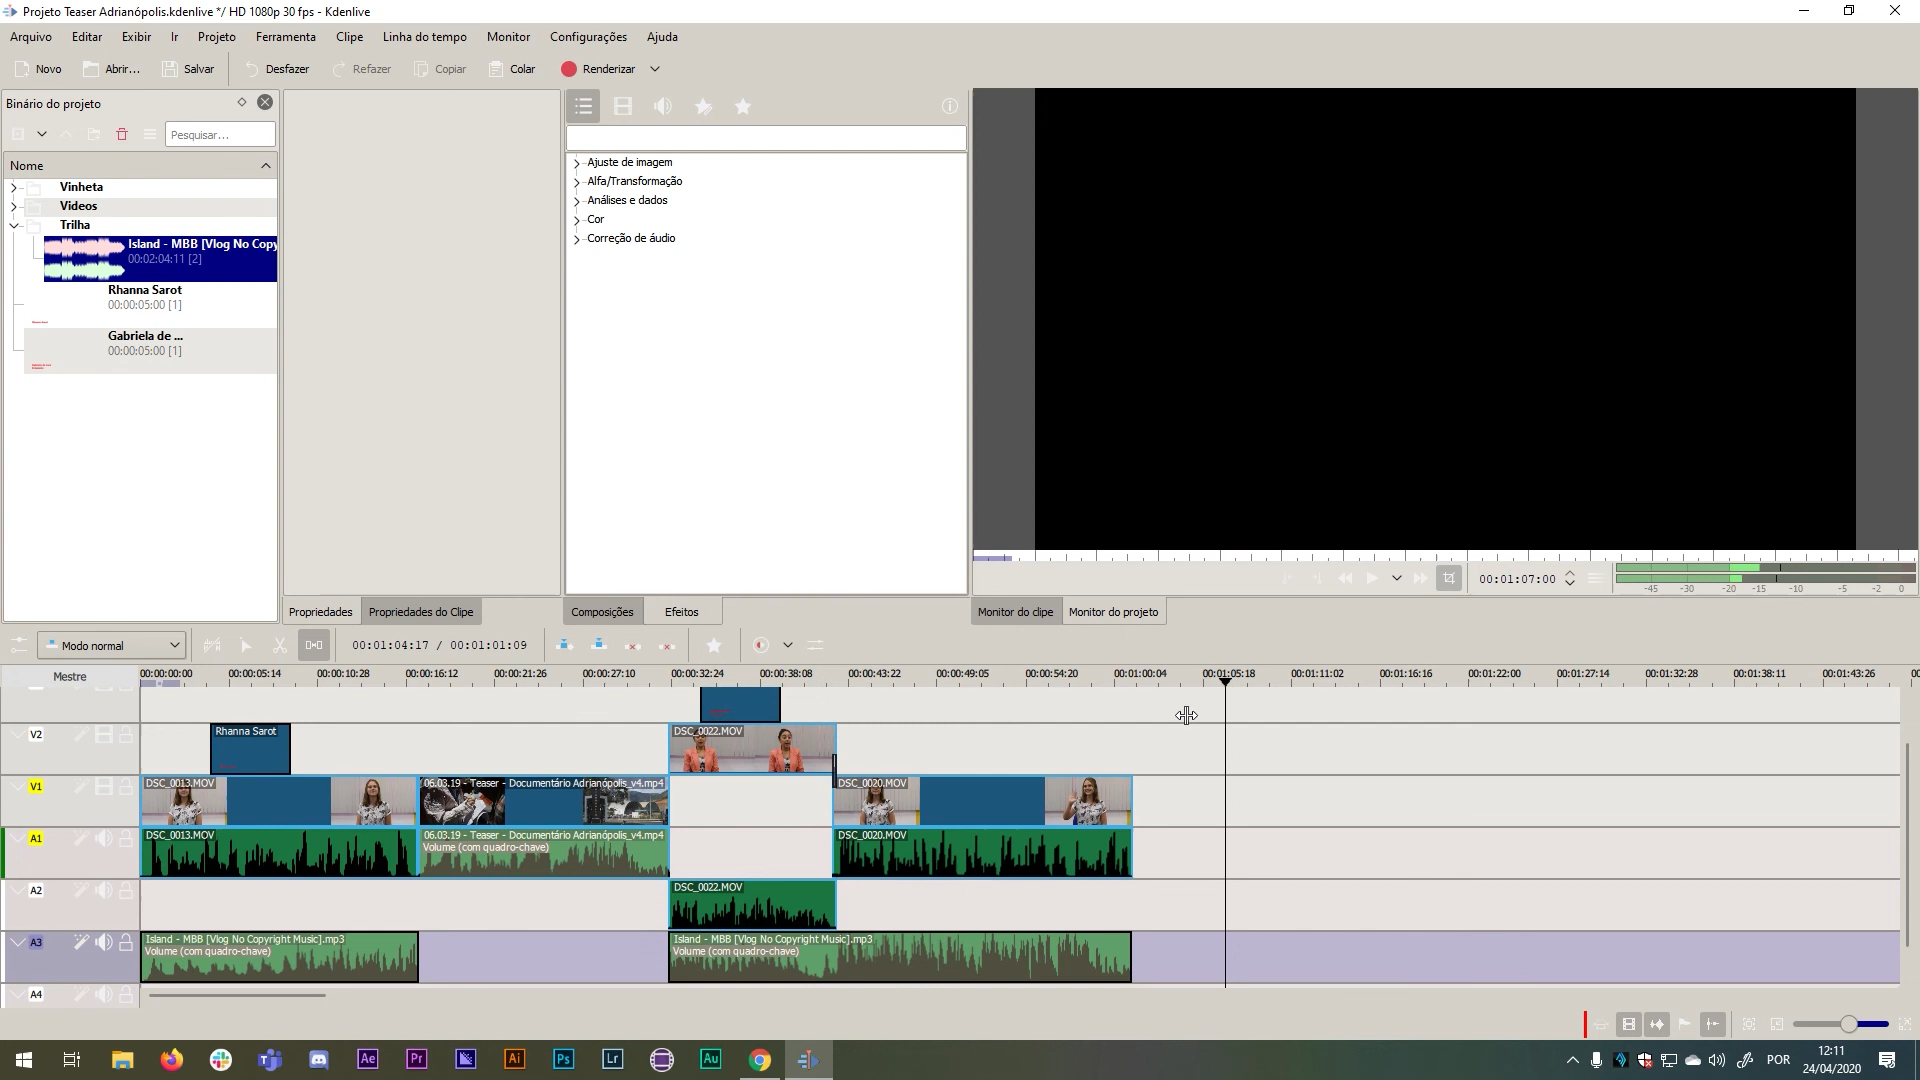 Projeto Teaser Adrianópolis.kdenlive */ HD 1080p 30 fps - Kdenlive
Arquivo Editar Exibir Ir Projeto Ferramenta Clipe Linha do tempo Monitor Configurações Ajuda
Novo Abrir... Salvar Desfazer Refazer Copiar Colar Renderizar
Binário do projeto
Pesquisar...
Nome
Vinheta
Videos
Trilha
Island - MBB [Vlog No Copy
00:02:04:11 [2]
Rhanna Sarot
00:00:05:00 [1]
Gabriela de ...
00:00:05:00 [1]
Ajuste de imagem
Alfa/Transformação
Análises e dados
Cor
Correção de áudio
00:01:07:00
-45 -30 -20 -15 -10 -5 -2 0
Propriedades Propriedades do Clipe Composições Efeitos Monitor do clipe Monitor do projeto
Modo normal 00:01:04:17 / 00:01:01:09
Mestre 00:00:00:00 00:00:05:14 00:00:10:28 00:00:16:12 00:00:21:26 00:00:27:10 00:00:32:24 00:00:38:08 00:00:43:22 00:00:49:05 00:00:54:20 00:01:00:04 00:01:05:18 00:01:11:02 00:01:16:16 00:01:22:00 00:01:27:14 00:01:32:28 00:01:38:11 00:01:43:26 00
V2 Rhanna Sarot DSC_0022.MOV
V1 DSC_0013.MOV 06.03.19 - Teaser - Documentário Adrianópolis_v4.mp4 DSC_0020.MOV
A1 DSC_0013.MOV 06.03.19 - Teaser - Documentário Adrianópolis_v4.mp4 DSC_0020.MOV
Volume (com quadro-chave)
A2 DSC_0022.MOV
A3 Island - MBB [Vlog No Copyright Music].mp3 Island - MBB [Vlog No Copyright Music].mp3
Volume (com quadro-chave) Volume (com quadro-chave)
A4
Ae Pr Ai Ps Lr Au POR 12:11
24/04/2020